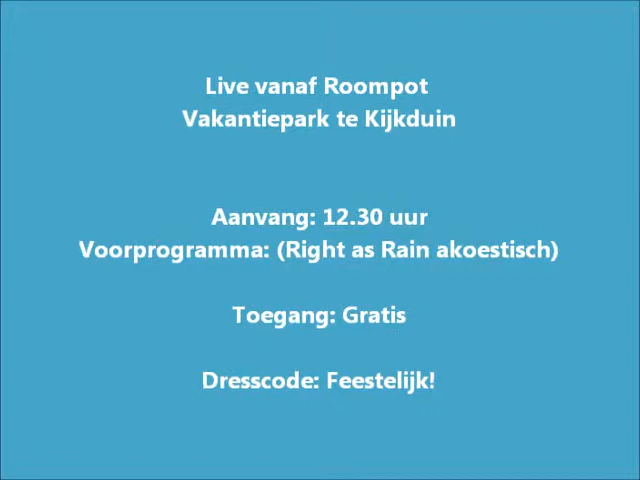 Live vanaf Roompot
Vakantiepark te Kijkduin
Aanvang: 12.30 uur
Voorprogramma: (Right as Rain akoestisch)
Toegang: Gratis
Dresscode: Feestelijk!